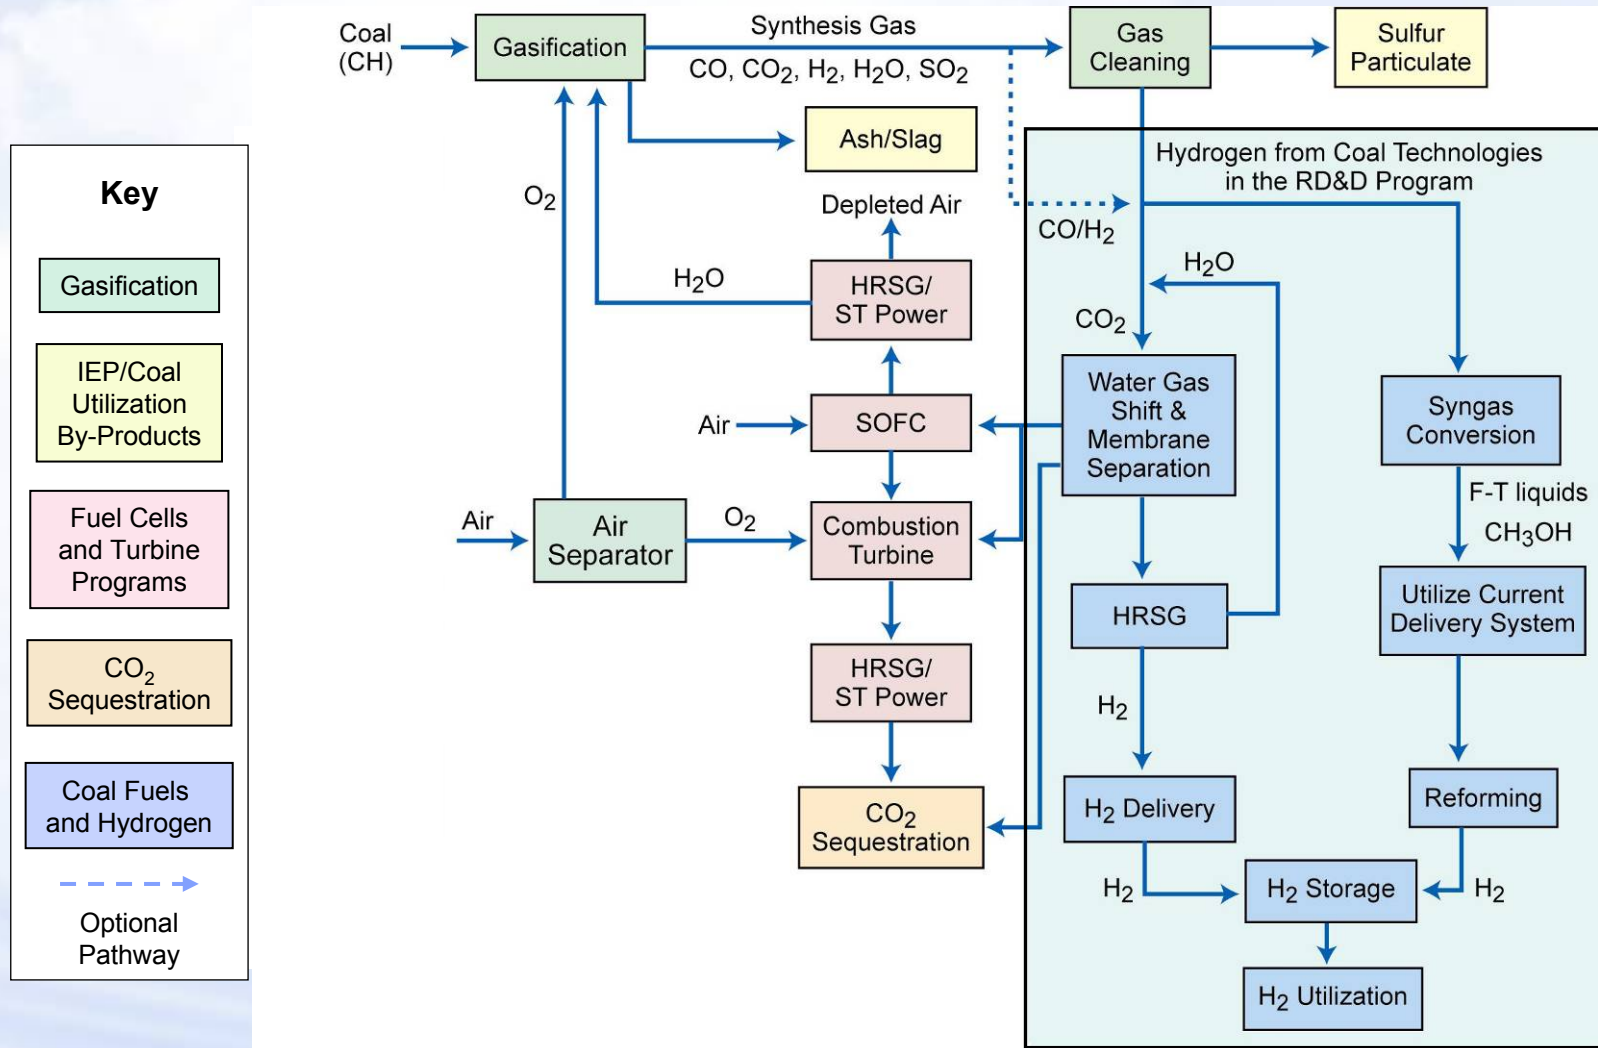 Key
Gasification
IEP/Coal
Utilization
By-Products
Fuel Cells
and Turbine
Programs
CO2
Sequestration
Coal Fuels
and Hydrogen
Optional
Pathway
Coal
(CH)
Gasification
Synthesis Gas
CO, CO2, H2, H2O, SO2
Gas
Cleaning
Sulfur
Particulate
Ash/Slag
Hydrogen from Coal Technologies
in the RD&D Program
O2
Depleted Air
CO/H2
H2O
HRSG/
ST Power
H2O
CO2
Water Gas
Shift &
Membrane
Separation
Syngas
Conversion
Air
SOFC
F-T liquids
CH3OH
Air
Air
Separator
O2
Combustion
Turbine
HRSG
Utilize Current
Delivery System
HRSG/
ST Power
H2
CO2
Sequestration
H2 Delivery
Reforming
H2
H2 Storage
H2
H2 Utilization